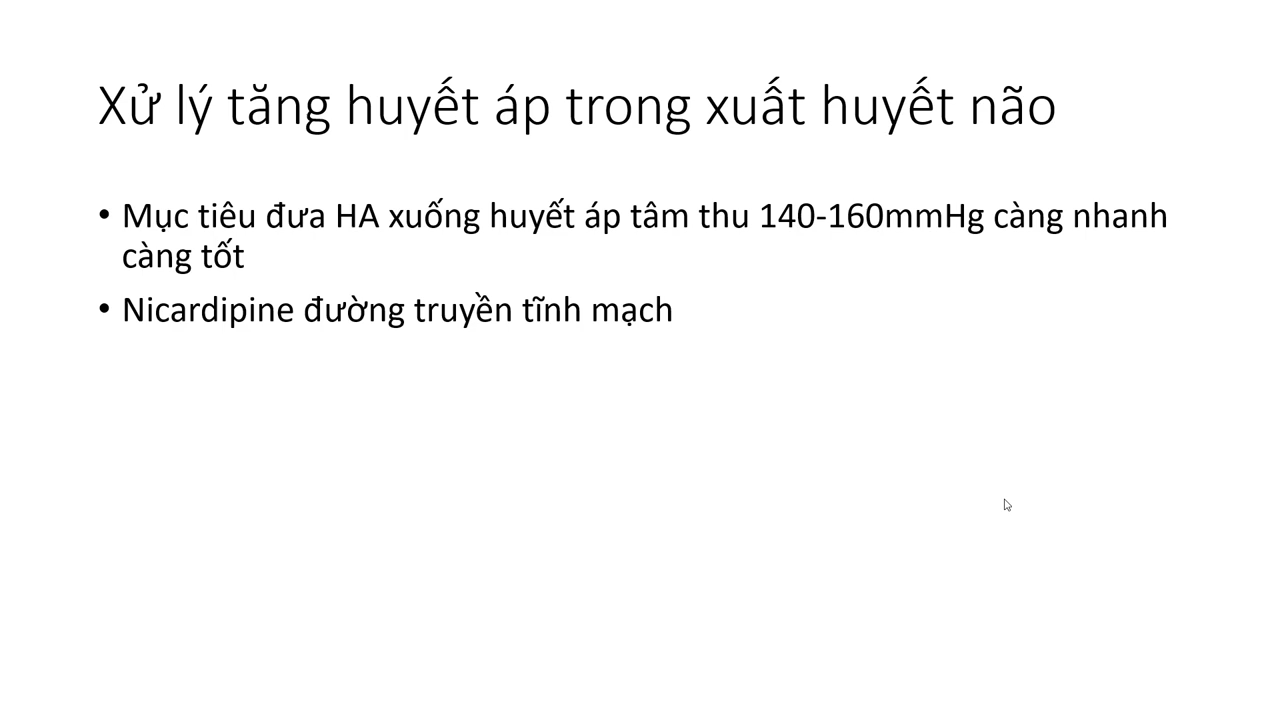 Xử lý tăng huyết áp trong xuất huyết não
• Mục tiêu đưa HA xuống huyết áp tâm thu 140-160mmHg càng nhanh
càng tốt
• Nicardipine đường truyền tĩnh mạch